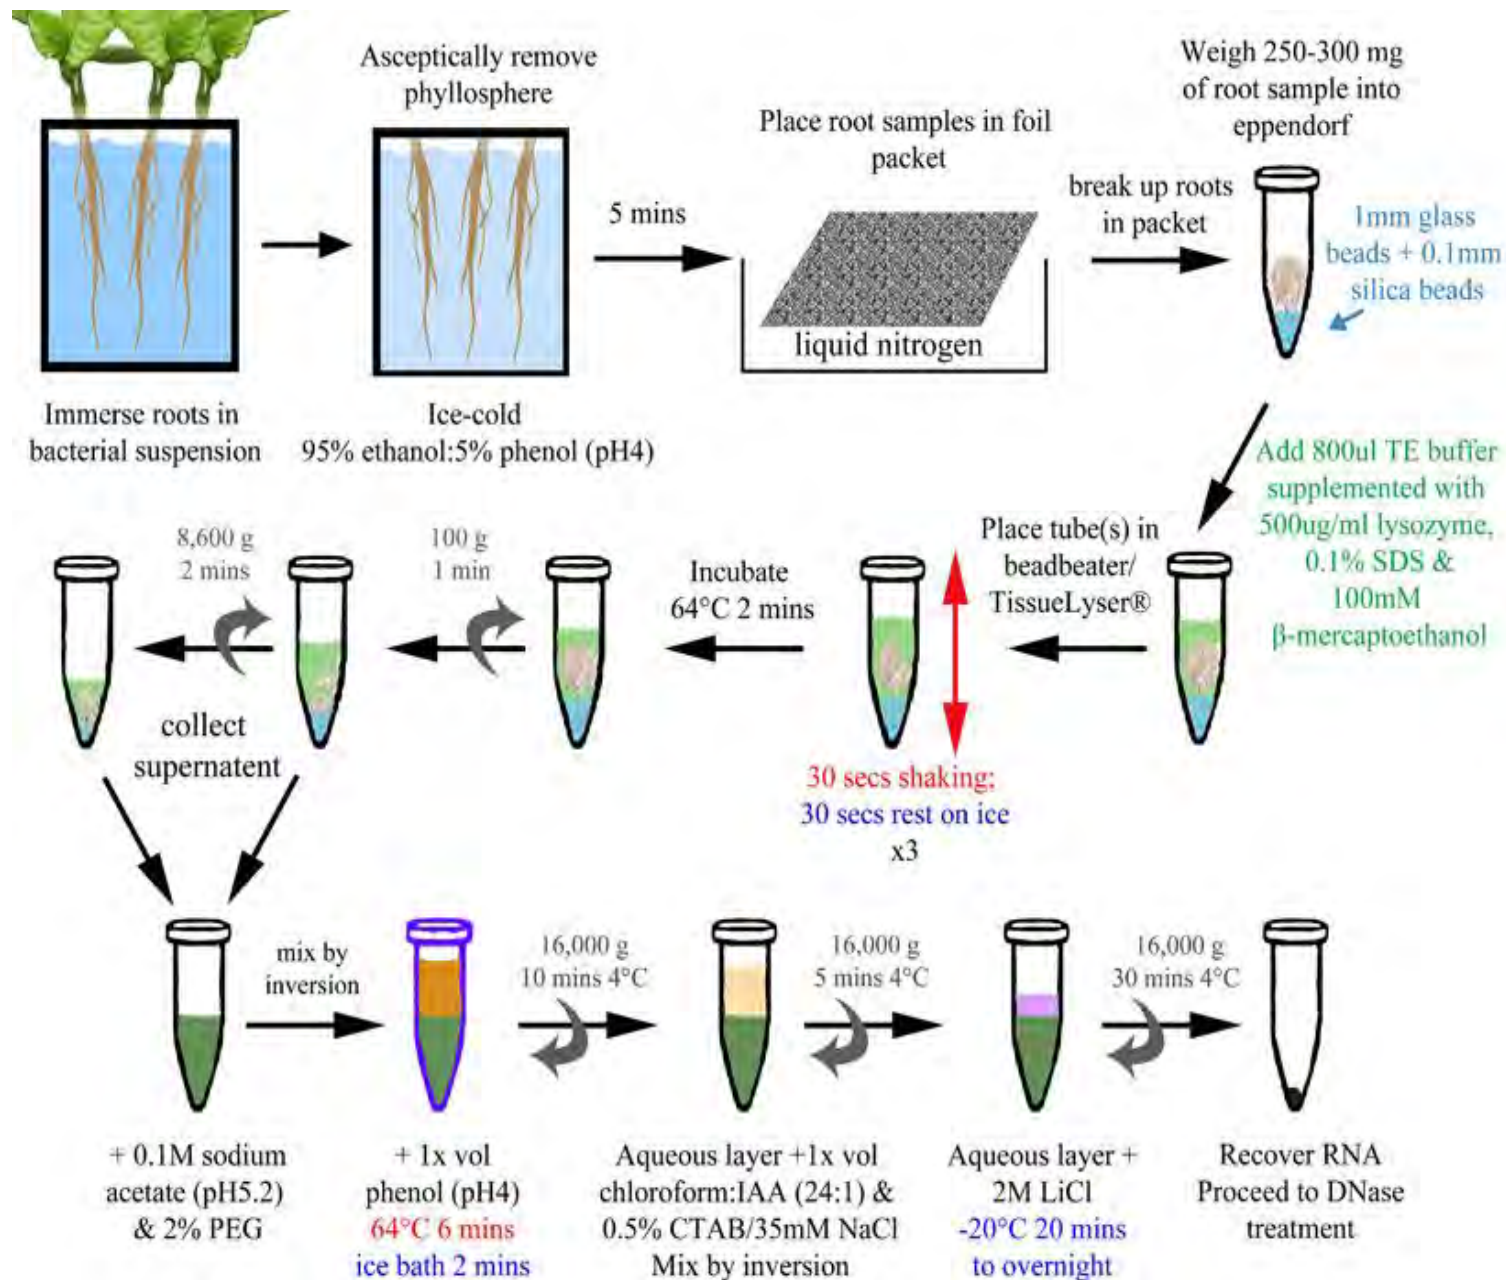 Asceptically remove
phyllosphere
Immerse roots in
bacterial suspension
Ice-cold
95% ethanol:5% phenol (pH4)
5 mins
Place root samples in foil
packet
liquid nitrogen
break up roots
in packet
Weigh 250-300 mg
of root sample into
eppendorf
1mm glass
beads + 0.1mm
silica beads
Add 800ul TE buffer
supplemented with
500ug/ml lysozyme,
0.1% SDS &
100mM
β-mercaptoethanol
Place tube(s) in
beadbeater/
TissueLyser®
30 secs shaking;
30 secs rest on ice
x3
Incubate
64°C 2 mins
100 g
1 min
8,600 g
2 mins
collect
supernatent
+ 0.1M sodium
acetate (pH5.2)
& 2% PEG
mix by
inversion
+ 1x vol
phenol (pH4)
64°C 6 mins
ice bath 2 mins
16,000 g
10 mins 4°C
Aqueous layer +1x vol
chloroform:IAA (24:1) &
0.5% CTAB/35mM NaCl
Mix by inversion
16,000 g
5 mins 4°C
Aqueous layer +
2M LiCl
-20°C 20 mins
to overnight
16,000 g
30 mins 4°C
Recover RNA
Proceed to DNase
treatment